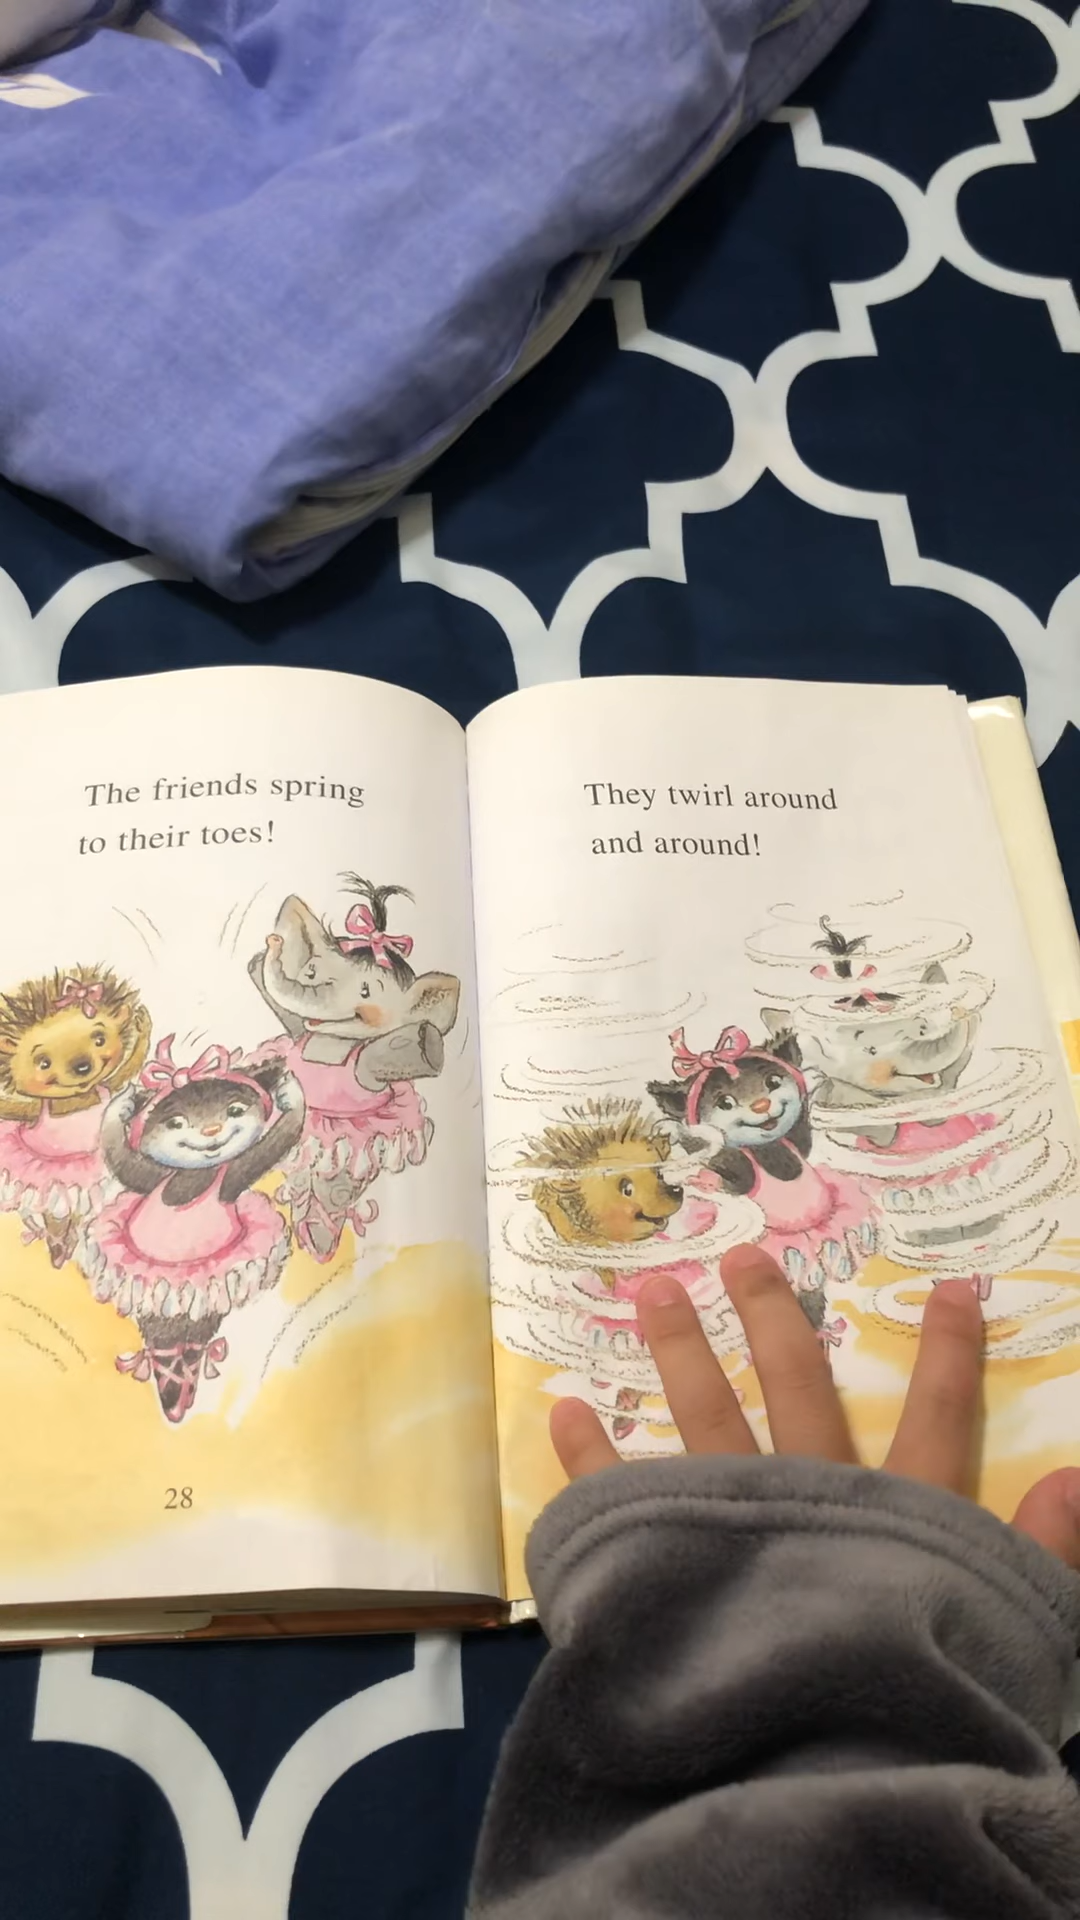 The friends spring
to their toes!
28
They twirl around
and around!